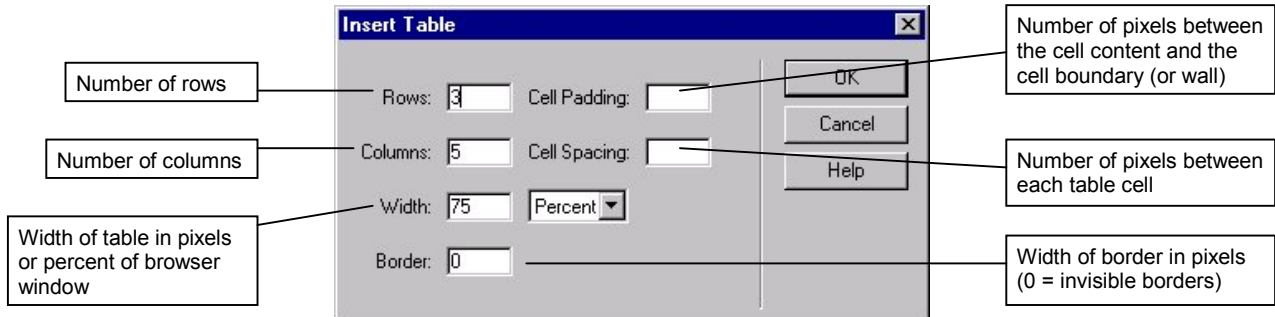 Insert Table
Number of pixels between
the cell content and the
cell boundary (or wall)
Number of rows
Rows: 3 Cell Padding:
OK
Cancel
Number of columns
Columns: 5 Cell Spacing:
Help
Number of pixels between
each table cell
Width: 75 Percent
Width of table in pixels
or percent of browser
window
Border: 0
Width of border in pixels
(0 = invisible borders)